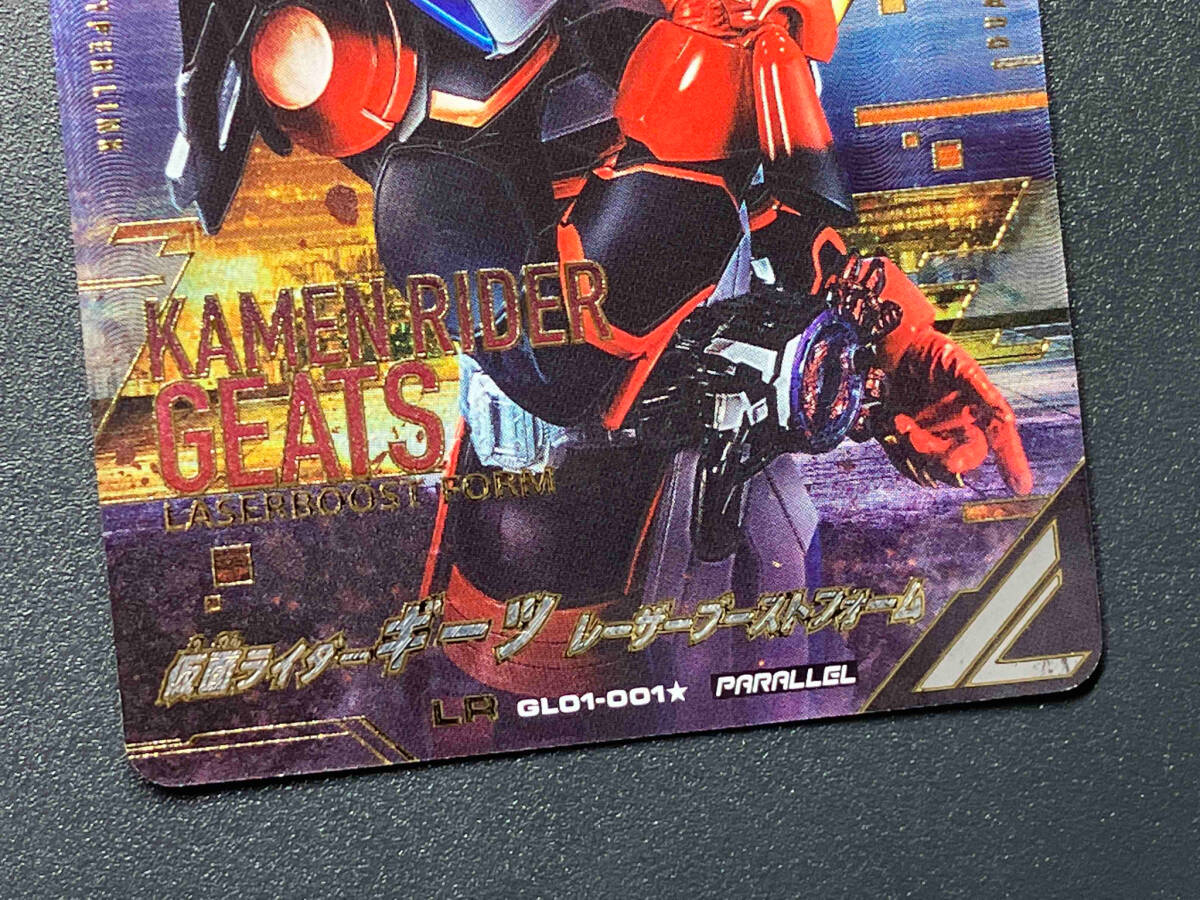 KAMEN RIDER
GEATS
LASERBOOST FORM
仮面ライダーギーツ レーザーブーストフォーム
LR GL01-001★ PARALLEL